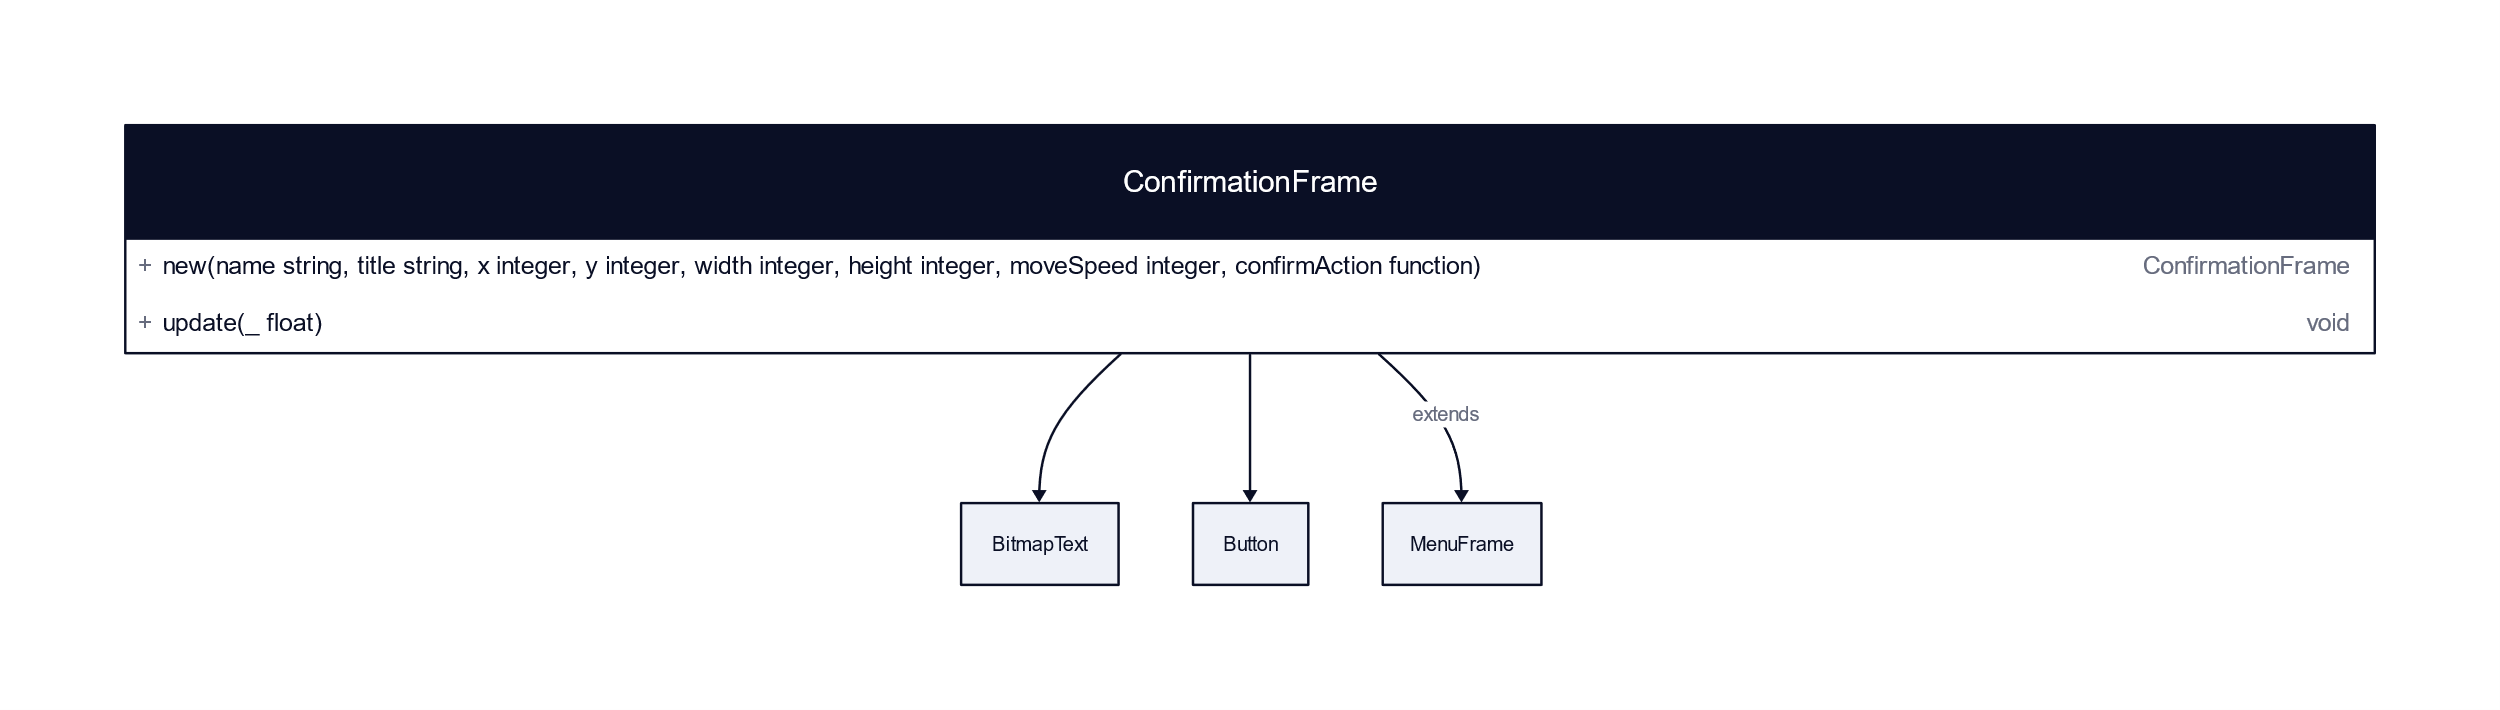 ConfirmationFrame
+ new(name string, title string, x integer, y integer, width integer, height integer, moveSpeed integer, confirmAction function) ConfirmationFrame
+ update(_ float) void
extends
BitmapText Button MenuFrame